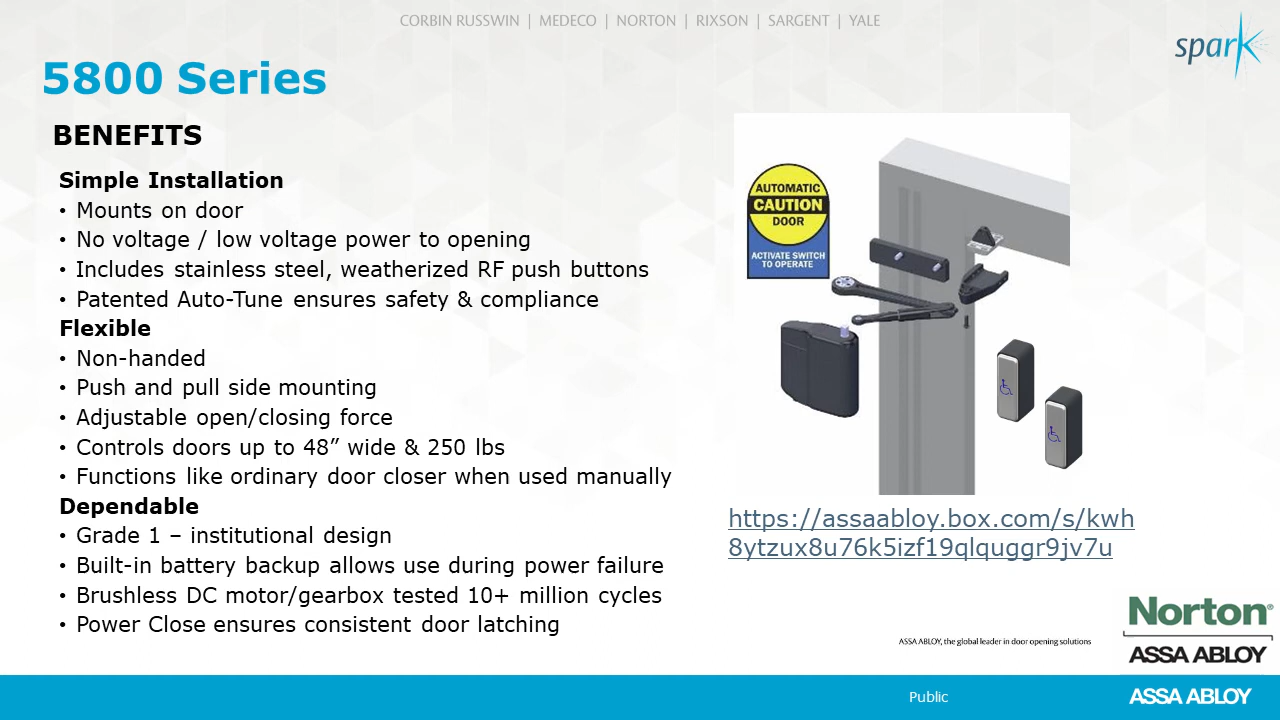 CORBIN RUSSWIN | MEDECO | NORTON | RIXSON | SARGENT | YALE
spark
5800 Series
BENEFITS
Simple Installation
• Mounts on door
• No voltage / low voltage power to opening
• Includes stainless steel, weatherized RF push buttons
• Patented Auto-Tune ensures safety & compliance
Flexible
• Non-handed
• Push and pull side mounting
• Adjustable open/closing force
• Controls doors up to 48” wide & 250 lbs
• Functions like ordinary door closer when used manually
Dependable
• Grade 1 – institutional design
• Built-in battery backup allows use during power failure
• Brushless DC motor/gearbox tested 10+ million cycles
• Power Close ensures consistent door latching
AUTOMATIC
CAUTION
DOOR
ACTIVATE SWITCH
TO OPERATE
https://assaabloy.box.com/s/kwh
8ytzux8u76k5izf19qlquggr9jv7u
Norton®
ASSA ABLOY
ASSA ABLOY, the global leader in door opening solutions
Public
ASSA ABLOY